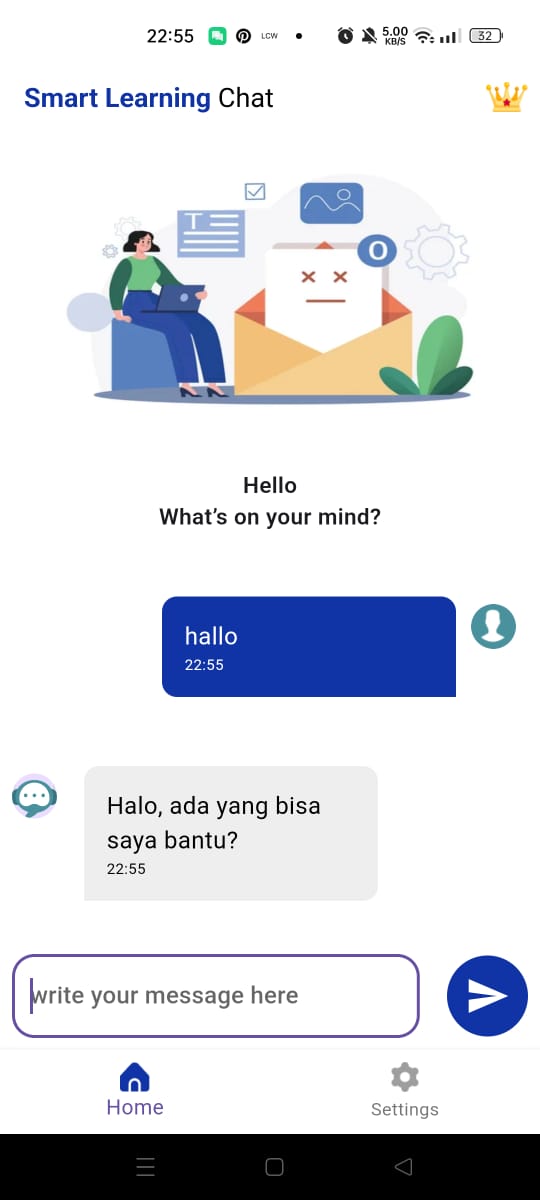 22:55 LCW 5.00 KB/S 32
Smart Learning Chat
T
O
Hello
What's on your mind?
hallo
22:55
Halo, ada yang bisa
saya bantu?
22:55
write your message here
Home
Settings